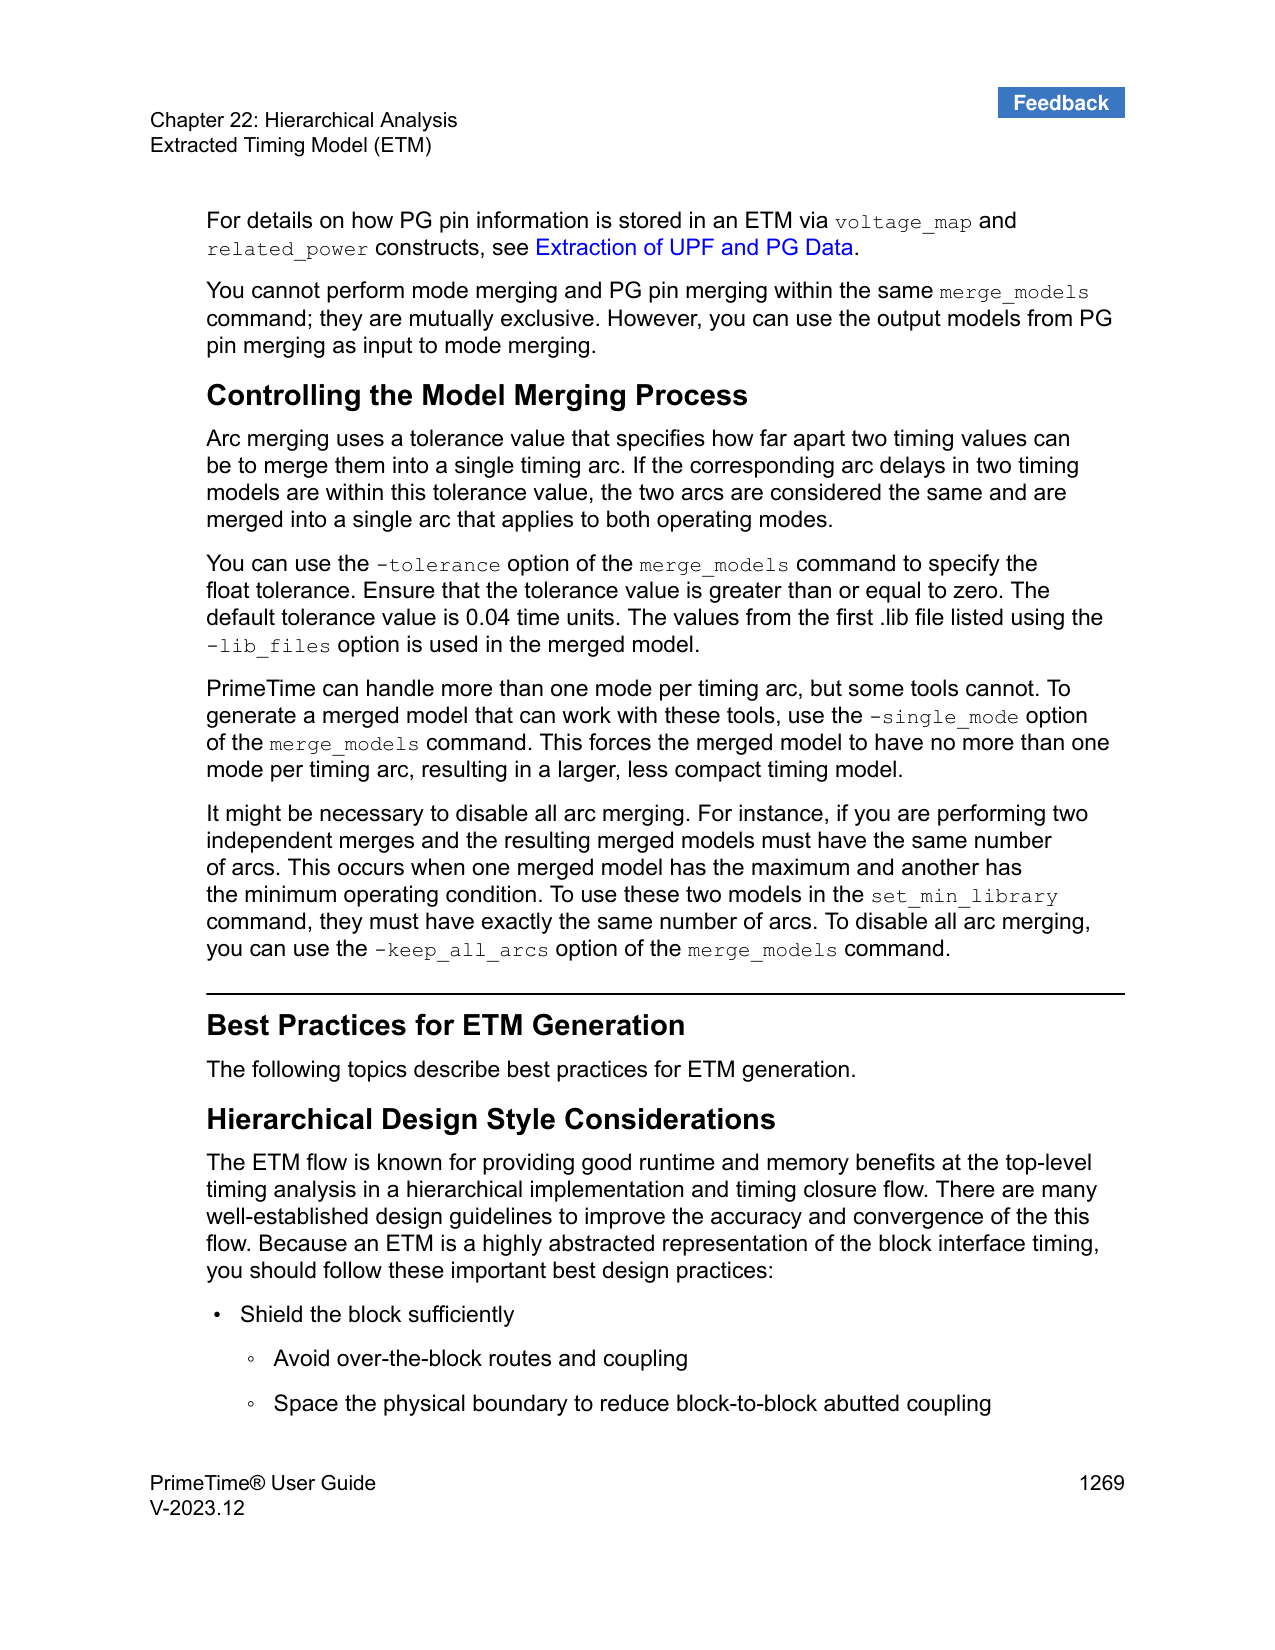 Feedback
Chapter 22: Hierarchical Analysis
Extracted Timing Model (ETM)
For details on how PG pin information is stored in an ETM via voltage_map and
related_power constructs, see Extraction of UPF and PG Data.
You cannot perform mode merging and PG pin merging within the same merge_models
command; they are mutually exclusive. However, you can use the output models from PG
pin merging as input to mode merging.
Controlling the Model Merging Process
Arc merging uses a tolerance value that specifies how far apart two timing values can
be to merge them into a single timing arc. If the corresponding arc delays in two timing
models are within this tolerance value, the two arcs are considered the same and are
merged into a single arc that applies to both operating modes.
You can use the -tolerance option of the merge_models command to specify the
float tolerance. Ensure that the tolerance value is greater than or equal to zero. The
default tolerance value is 0.04 time units. The values from the first .lib file listed using the
-lib_files option is used in the merged model.
PrimeTime can handle more than one mode per timing arc, but some tools cannot. To
generate a merged model that can work with these tools, use the -single_mode option
of the merge_models command. This forces the merged model to have no more than one
mode per timing arc, resulting in a larger, less compact timing model.
It might be necessary to disable all arc merging. For instance, if you are performing two
independent merges and the resulting merged models must have the same number
of arcs. This occurs when one merged model has the maximum and another has
the minimum operating condition. To use these two models in the set_min_library
command, they must have exactly the same number of arcs. To disable all arc merging,
you can use the -keep_all_arcs option of the merge_models command.
Best Practices for ETM Generation
The following topics describe best practices for ETM generation.
Hierarchical Design Style Considerations
The ETM flow is known for providing good runtime and memory benefits at the top-level
timing analysis in a hierarchical implementation and timing closure flow. There are many
well-established design guidelines to improve the accuracy and convergence of the this
flow. Because an ETM is a highly abstracted representation of the block interface timing,
you should follow these important best design practices:
• Shield the block sufficiently
◦ Avoid over-the-block routes and coupling
◦ Space the physical boundary to reduce block-to-block abutted coupling
PrimeTime® User Guide 1269
V-2023.12